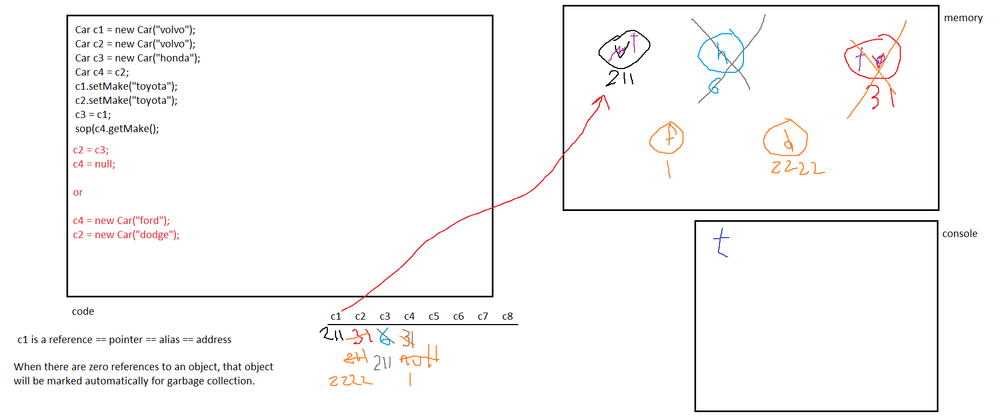 Car c1 = new Car("volvo");
Car c2 = new Car("volvo");
Car c3 = new Car("honda");
Car c4 = c2;
c1.setMake("toyota");
c2.setMake("toyota");
c3 = c1;
sop(c4.getMake();
c2 = c3;
c4 = null;
or
c4 = new Car("ford");
c2 = new Car("dodge");
code
c1 is a reference == pointer == alias == address
When there are zero references to an object, that object
will be marked automatically for garbage collection.
c1 c2 c3 c4 c5 c6 c7 c8
211 31 6 31
211 211 null
2222 1
memory
v t h t v
211 6 31
f d
1 2222
console
t